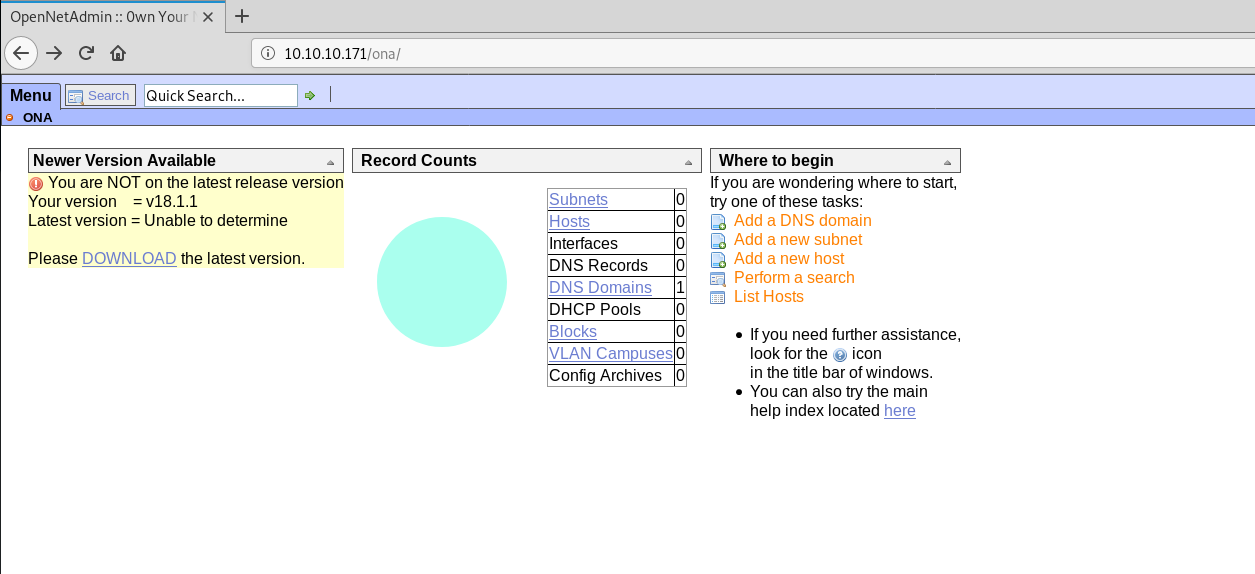 OpenNetAdmin :: 0wn Your
10.10.10.171/ona/
Menu Search Quick Search...
ONA
Newer Version Available
You are NOT on the latest release version
Your version = v18.1.1
Latest version = Unable to determine
Please DOWNLOAD the latest version.
Record Counts
Subnets 0
Hosts 0
Interfaces 0
DNS Records 0
DNS Domains 1
DHCP Pools 0
Blocks 0
VLAN Campuses 0
Config Archives 0
Where to begin
If you are wondering where to start,
try one of these tasks:
Add a DNS domain
Add a new subnet
Add a new host
Perform a search
List Hosts
If you need further assistance,
look for the ? icon
in the title bar of windows.
You can also try the main
help index located here